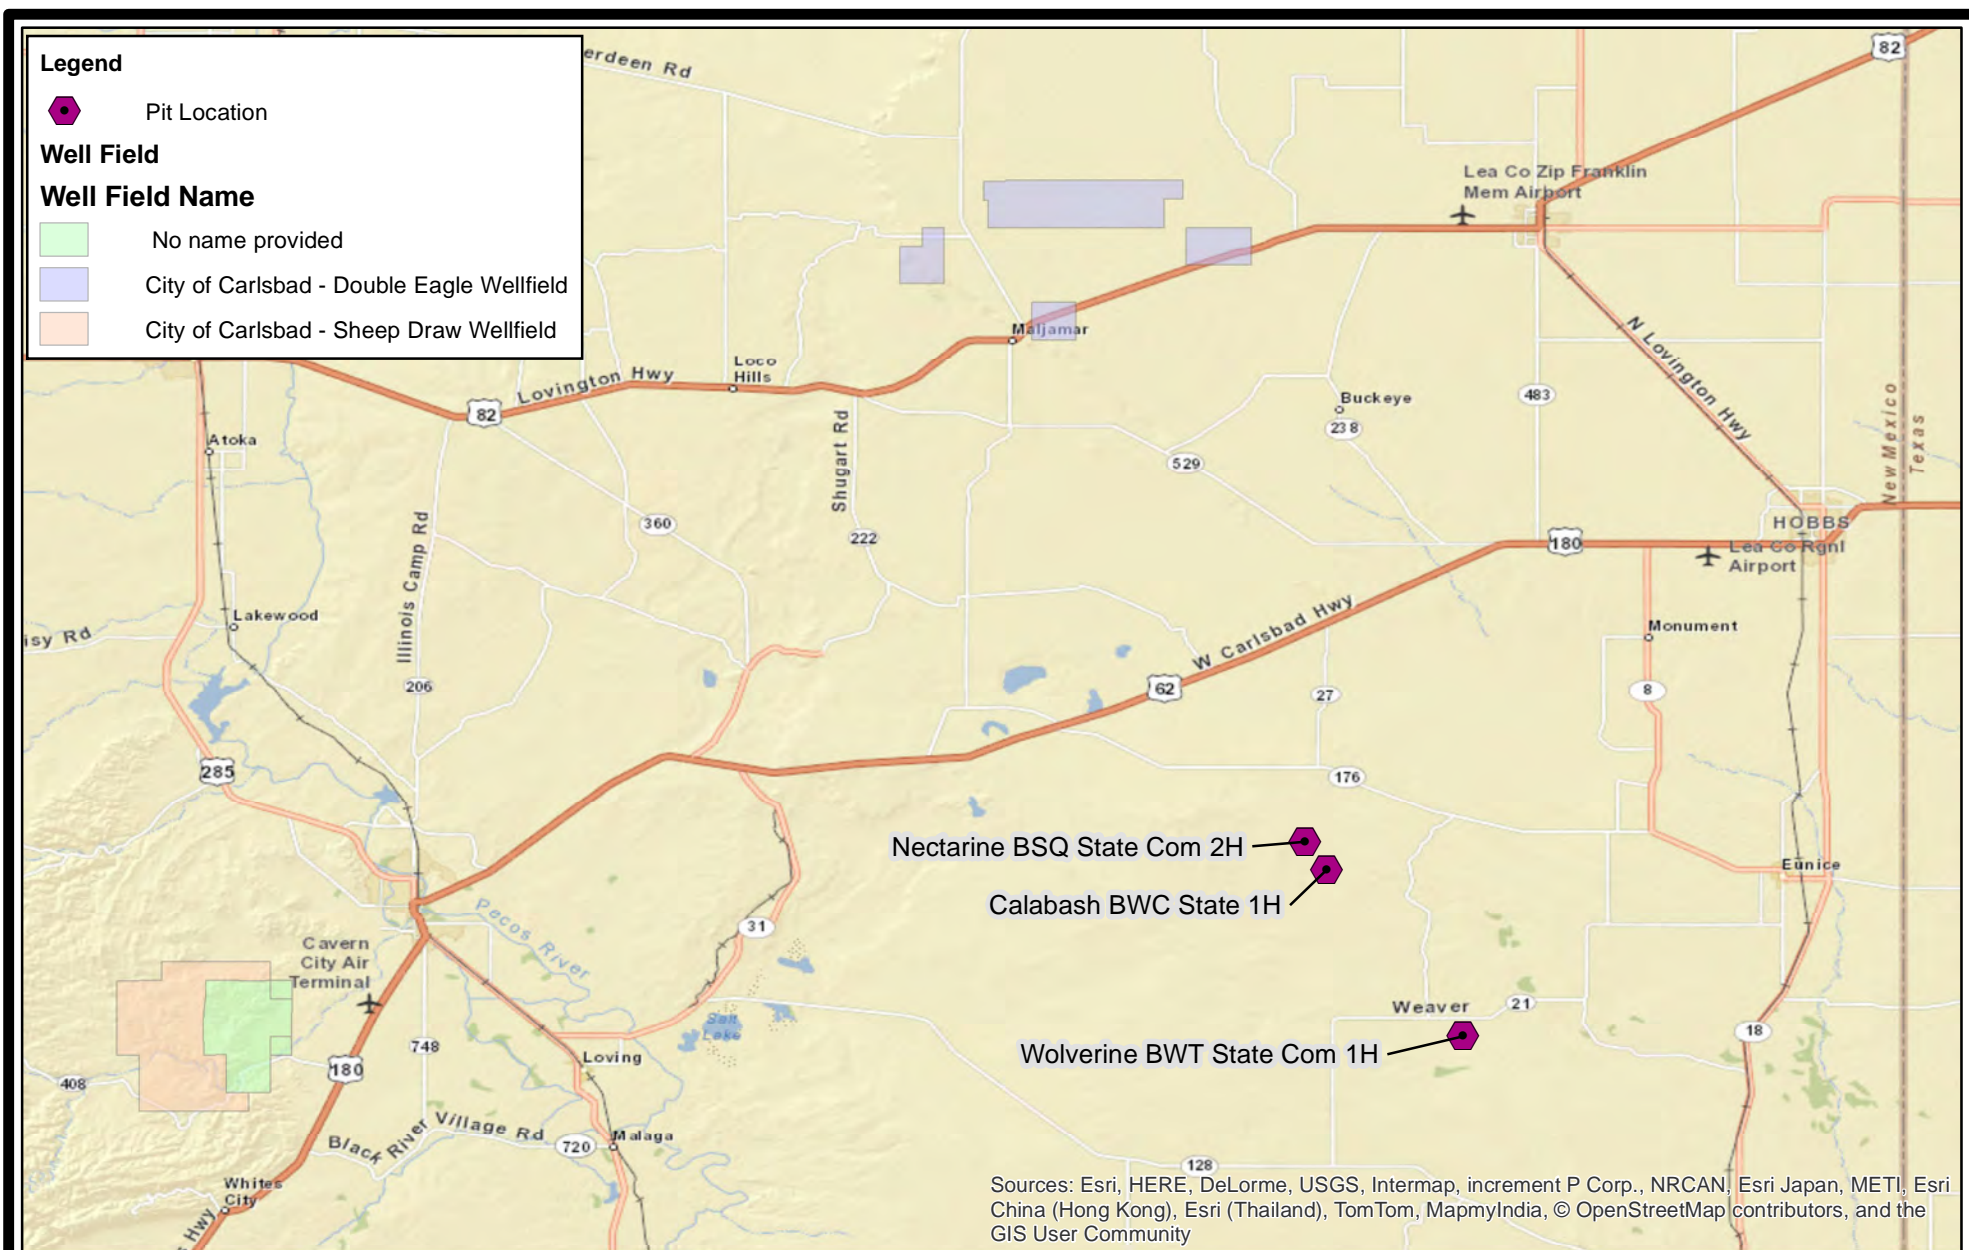 Legend
Pit Location
Well Field
Well Field Name
No name provided
City of Carlsbad - Double Eagle Wellfield
City of Carlsbad - Sheep Draw Wellfield
erdeen Rd
82
Lea Co Zip Franklin
Mem Airport
Maljamar
Loco
Hills
Lovington Hwy
82
N Lovington Hwy
Buckeye
238
483
New Mexico
Texas
Atoka
Shugart Rd
529
360
222
Illinois Camp Rd
HOBBS
180
Lea Co Rgnl
Airport
Lakewood
isy Rd
W Carlsbad Hwy
Monument
206
62
27
8
285
176
Nectarine BSQ State Com 2H
Calabash BWC State 1H
Eunice
Pecos River
31
Cavern
City Air
Terminal
Weaver
21
Salt
Lake
18
Wolverine BWT State Com 1H
748
Loving
180
408
Black River Village Rd
720
Malaga
128
Whites
City
s Hwy
Sources: Esri, HERE, DeLorme, USGS, Intermap, increment P Corp., NRCAN, Esri Japan, METI, Esri
China (Hong Kong), Esri (Thailand), TomTom, MapmyIndia, © OpenStreetMap contributors, and the
GIS User Community